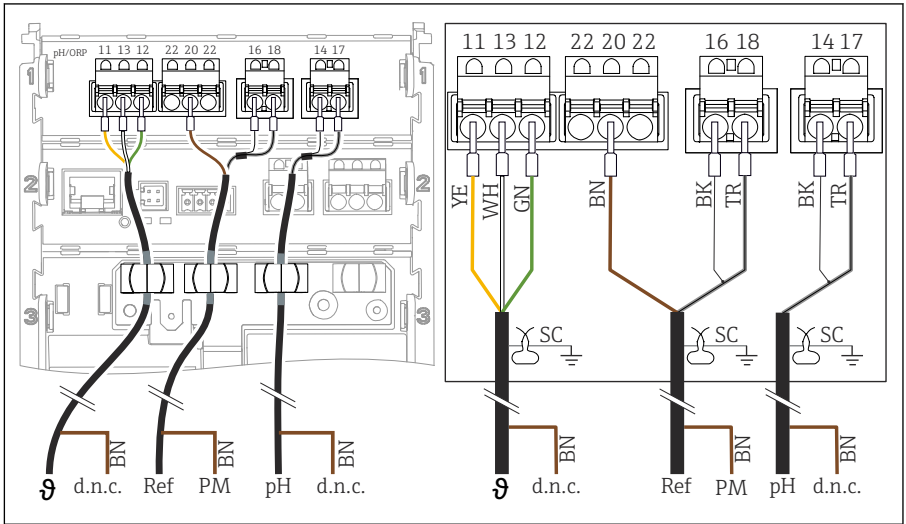 pH/ORP 11 13 12 22 20 22 16 18 14 17
1 1
2 2
3 3
BN BN BN
ϑ d.n.c. Ref PM pH d.n.c.
11 13 12 22 20 22 16 18 14 17
YE WH GN BN BK TR BK TR
SC SC SC
BN BN BN
ϑ d.n.c. Ref PM pH d.n.c.